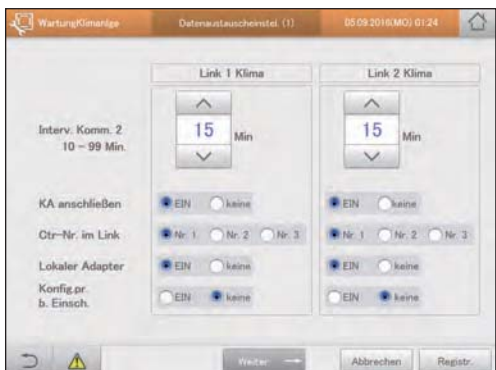 WartungKlimanlge Datenaustauscheinstel. (1) 05.09.2016(MO) 01:24
Link 1 Klima Link 2 Klima
Interv. Komm. 2
10 – 99 Min.
15 Min 15 Min
KA anschließen EIN keine EIN keine
Ctr-Nr. im Link Nr. 1 Nr. 2 Nr. 3 Nr. 1 Nr. 2 Nr. 3
Lokaler Adapter EIN keine EIN keine
Konfig.pr.
b. Einsch. EIN keine EIN keine
Weiter Abbrechen Registr.